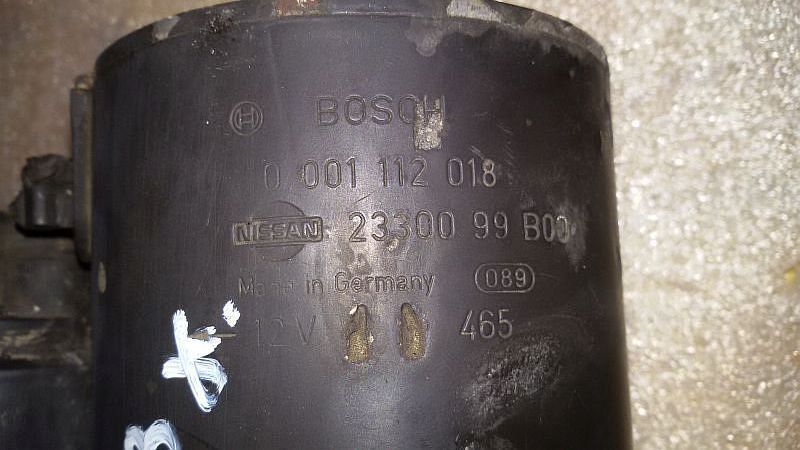 BOSCH
0 001 112 018
NISSAN 23300 99 B00
Made in Germany 089
12V 465